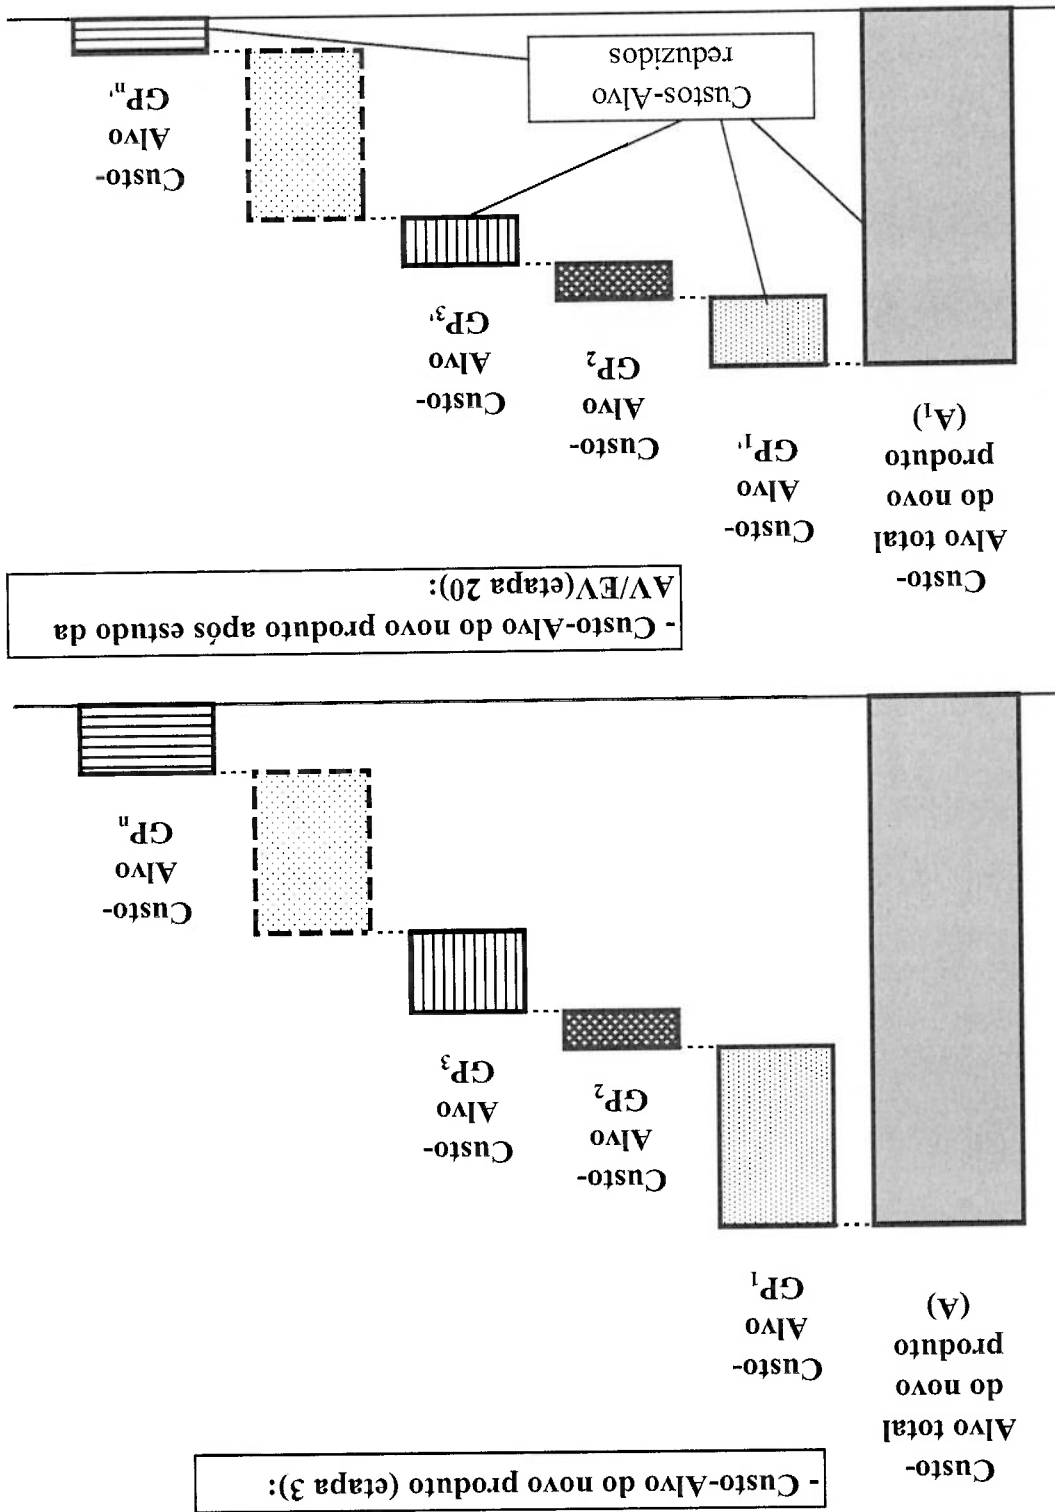 - Custo-Alvo do novo produto (etapa 3):
Custo-
Alvo total
do novo
produto
(A)
Custo-
Alvo
GP1
Custo-
Alvo
GP2
Custo-
Alvo
GP3
Custo-
Alvo
GPn
- Custo-Alvo do novo produto após estudo da
AV/EV(etapa 20):
Custo-
Alvo total
do novo
produto
(A1)
Custo-
Alvo
GP1'
Custo-
Alvo
GP2
Custo-
Alvo
GP3'
Custo-
Alvo
GPn'
Custos-Alvo
reduzidos